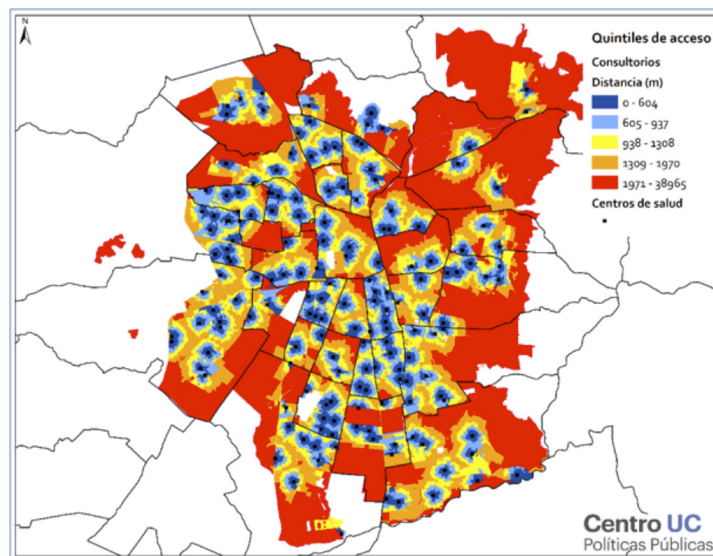 N
Quintiles de acceso
Consultorios
Distancia (m)
0 - 604
605 - 937
938 - 1308
1309 - 1970
1971 - 38965
Centros de salud
Centro UC
Políticas Públicas